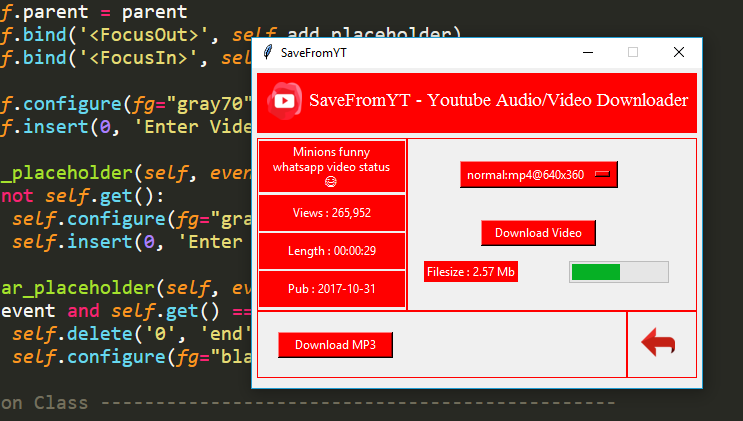 f.parent = parent
f.bind('<FocusOut>', self.add_placeholder)
f.bind('<FocusIn>', sel
f.configure(fg="gray70"
f.insert(0, 'Enter Vide
_placeholder(self, even
not self.get():
self.configure(fg="gra
self.insert(0, 'Enter
ar_placeholder(self, ev
event and self.get() ==
self.delete('0', 'end'
self.configure(fg="bla
on Class -----------------------------------------------
SaveFromYT
SaveFromYT - Youtube Audio/Video Downloader
Minions funny
whatsapp video status
😊
Views : 265,952
Length : 00:00:29
Pub : 2017-10-31
normal:mp4@640x360
Download Video
Filesize : 2.57 Mb
Download MP3